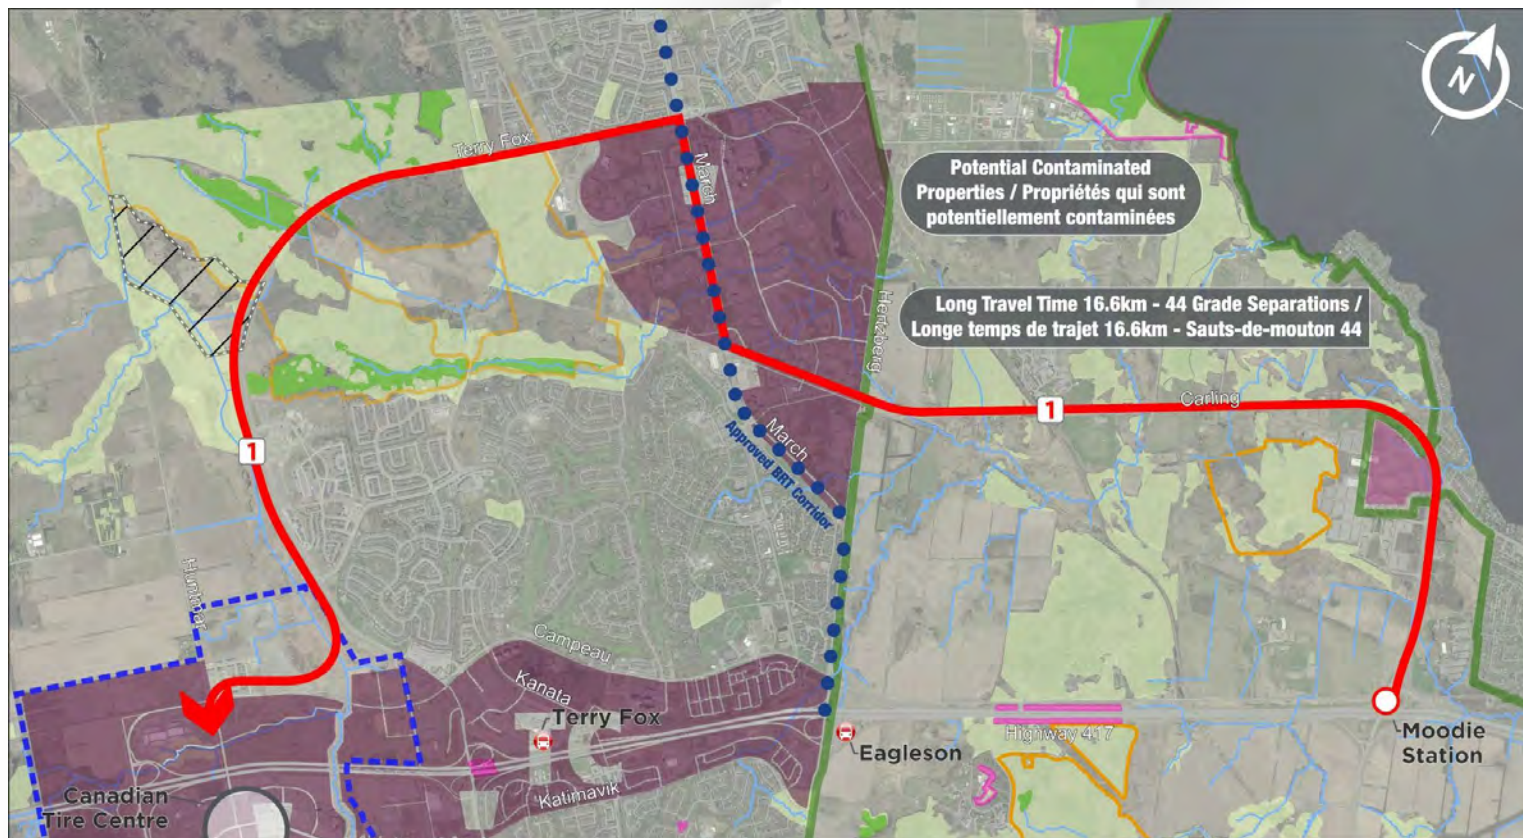 N
Terry Fox
March
Potential Contaminated
Properties / Propriétés qui sont
potentiellement contaminées
Long Travel Time 16.6km - 44 Grade Separations /
Longe temps de trajet 16.6km - Sauts-de-mouton 44
Hertzberg
1
Carling
1
March
Approved BRT Corridor
Huntmar
Campeau
Kanata
Terry Fox
Eagleson
Highway 417
Moodie
Station
Katimavik
Canadian
Tire Centre